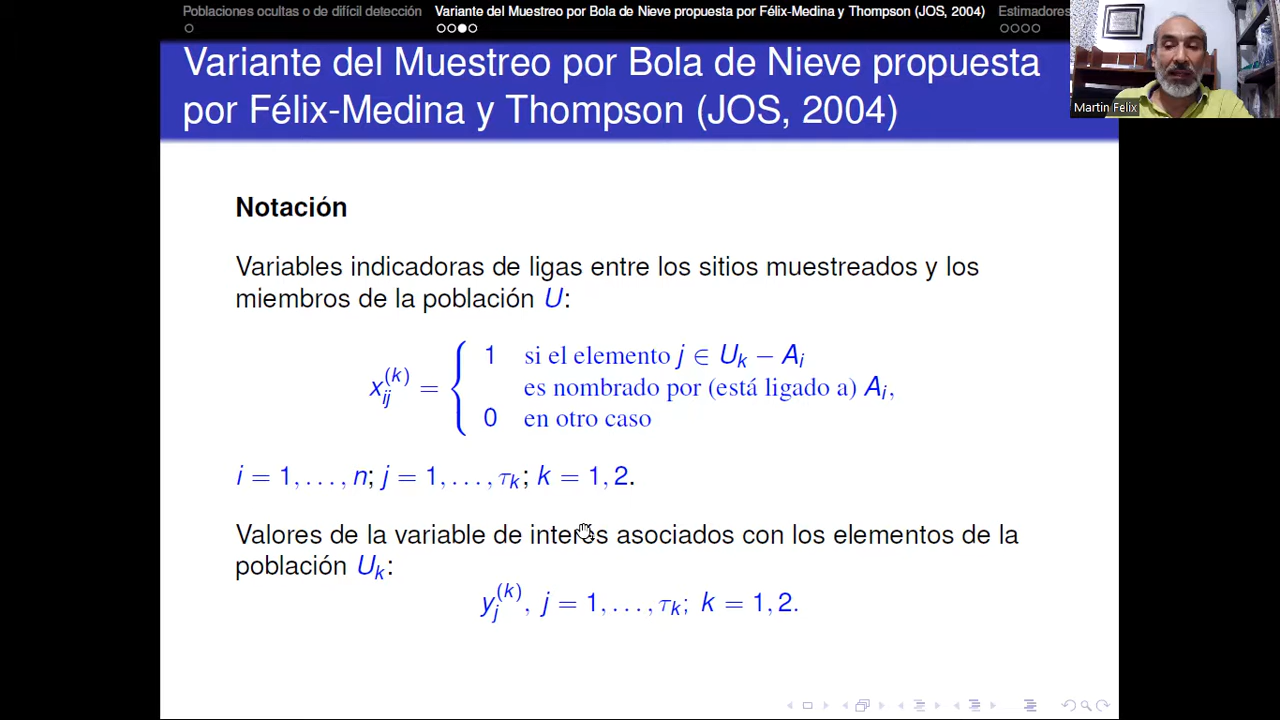 Poblaciones ocultas o de difícil detección
Variante del Muestreo por Bola de Nieve propuesta por Félix-Medina y Thompson (JOS, 2004)
Estimadores
Martin Felix
Variante del Muestreo por Bola de Nieve propuesta
por Félix-Medina y Thompson (JOS, 2004)
Notación
Variables indicadoras de ligas entre los sitios muestreados y los
miembros de la población U:
x_{ij}^{(k)} = { 1 si el elemento j ∈ U_k − A_i
es nombrado por (está ligado a) A_i,
0 en otro caso
i = 1, . . . , n; j = 1, . . . , τ_k; k = 1, 2.
Valores de la variable de interés asociados con los elementos de la
población U_k:
y_j^{(k)}, j = 1, . . . , τ_k; k = 1, 2.